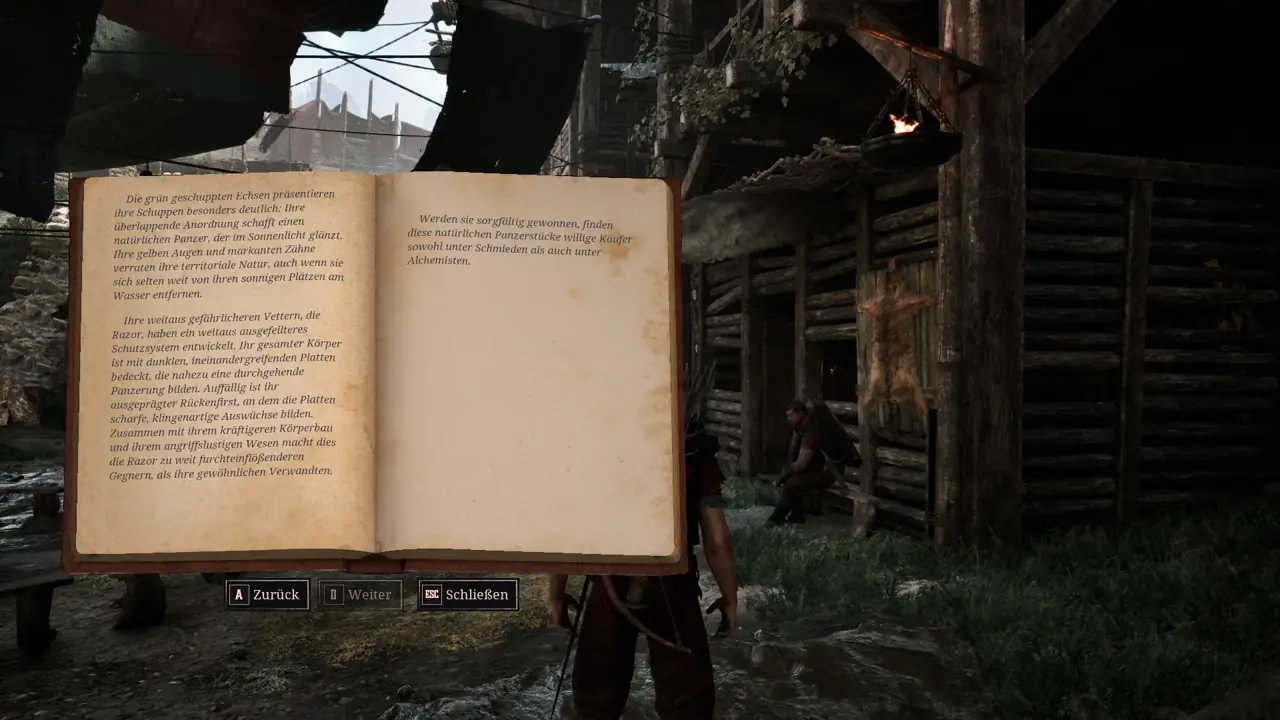 Die grün geschuppten Echsen präsentieren
ihre Schuppen besonders deutlich: Ihre
überlappende Anordnung schafft einen
natürlichen Panzer, der im Sonnenlicht glänzt.
Ihre gelben Augen und markanten Zähne
verraten ihre territoriale Natur, auch wenn sie
sich selten weit von ihren sonnigen Plätzen am
Wasser entfernen.
Ihre weitaus gefährlicheren Vettern, die
Razor, haben ein weitaus ausgefeilteres
Schutzsystem entwickelt. Ihr gesamter Körper
ist mit dunklen, ineinandergreifenden Platten
bedeckt, die nahezu eine durchgehende
Panzerung bilden. Auffällig ist ihr
ausgeprägter Rückenfirst, an dem die Platten
scharfe, klingenartige Auswüchse bilden.
Zusammen mit ihrem kräftigeren Körperbau
und ihrem angriffslustigen Wesen macht dies
die Razor zu weit furchteinflößenderen
Gegnern, als ihre gewöhnlichen Verwandten.
Werden sie sorgfältig gewonnen, finden
diese natürlichen Panzerstücke willige Käufer
sowohl unter Schmieden als auch unter
Alchemisten.
A Zurück
D Weiter
ESC Schließen